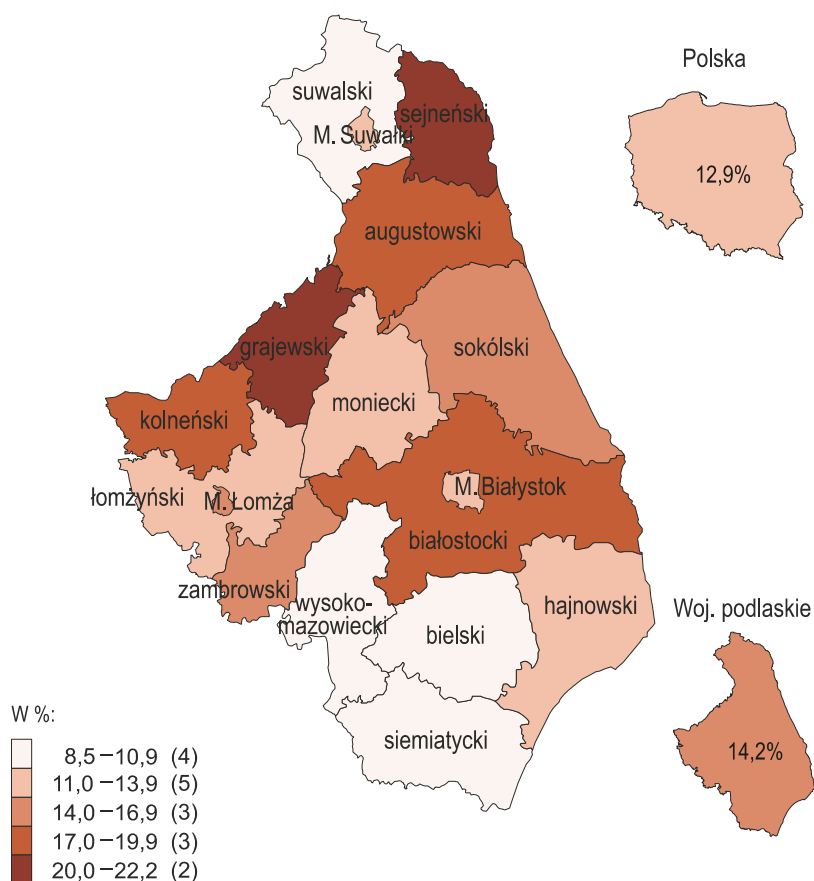 Polska
suwalski
sejneński
M. Suwałki
12,9%
augustowski
sokólski
grajewski
moniecki
kolneński
łomżyński
M. Łomża
M. Białystok
białostocki
zambrowski
wysoko-
mazowiecki
hajnowski
bielski
Woj. podlaskie
siemiatycki
14,2%
W %:
8,5–10,9 (4)
11,0–13,9 (5)
14,0–16,9 (3)
17,0–19,9 (3)
20,0–22,2 (2)